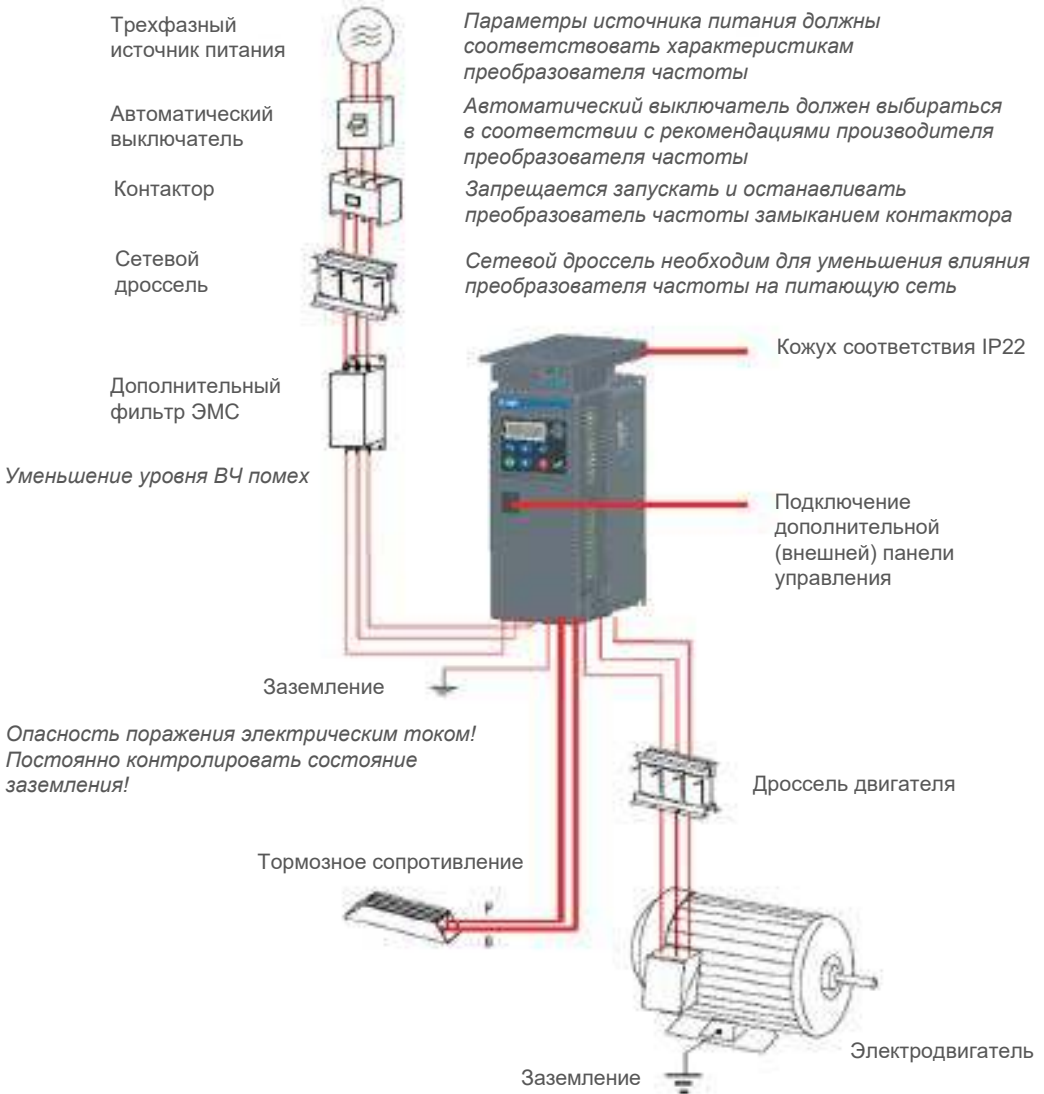 Трехфазный
источник питания
Параметры источника питания должны
соответствовать характеристикам
преобразователя частоты
Автоматический
выключатель
Автоматический выключатель должен выбираться
в соответствии с рекомендациями производителя
преобразователя частоты
Контактор
Запрещается запускать и останавливать
преобразователь частоты замыканием контактора
Сетевой
дроссель
Сетевой дроссель необходим для уменьшения влияния
преобразователя частоты на питающую сеть
Кожух соответствия IP22
Дополнительный
фильтр ЭМС
Уменьшение уровня ВЧ помех
Подключение
дополнительной
(внешней) панели
управления
Заземление
Опасность поражения электрическим током!
Постоянно контролировать состояние
заземления!
Дроссель двигателя
Тормозное сопротивление
P
Электродвигатель
Заземление